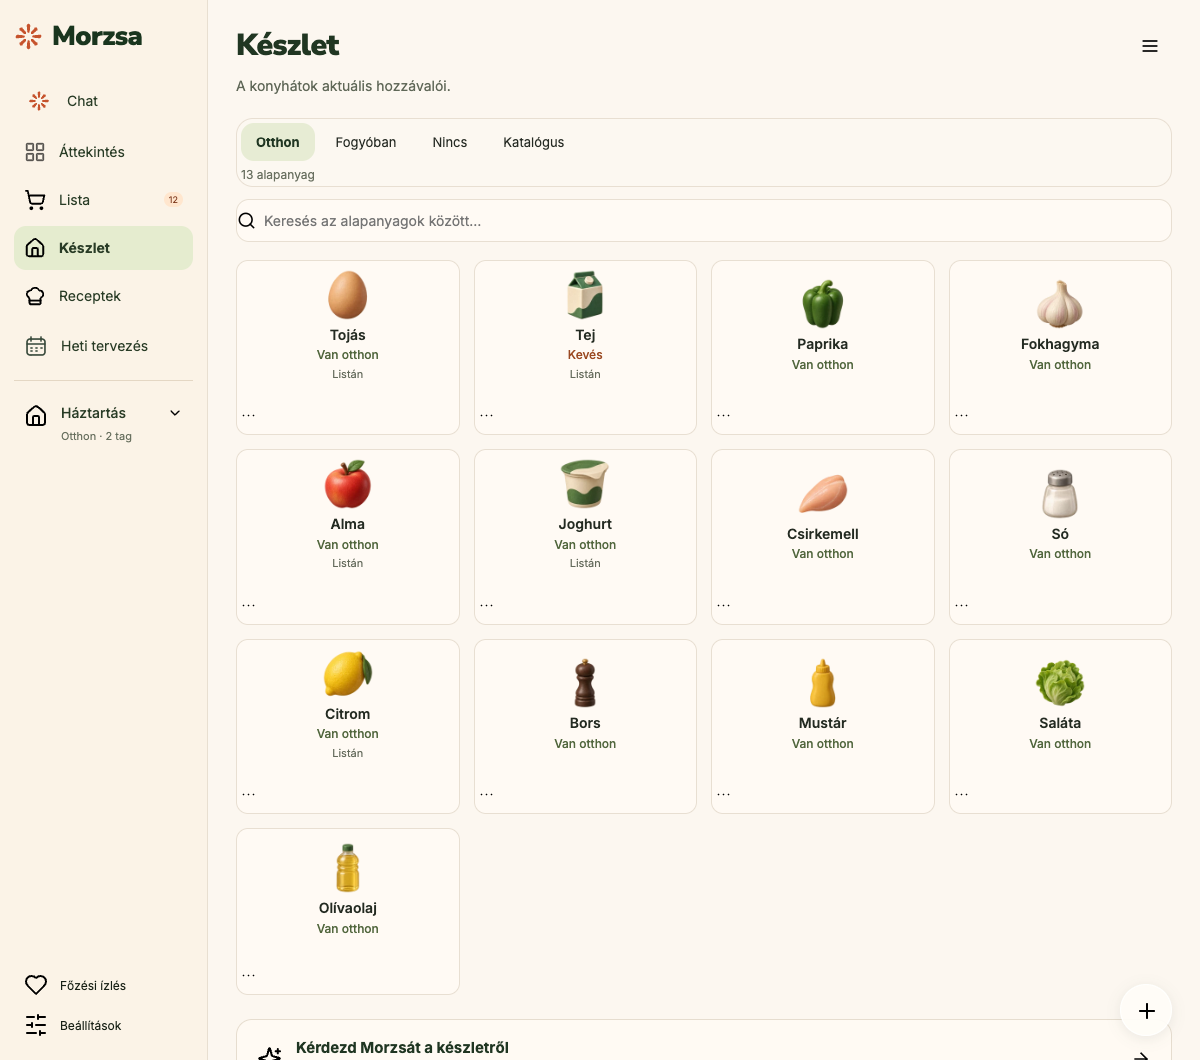 Morzsa
Chat
Áttekintés
Lista 12
Készlet
Receptek
Heti tervezés
Háztartás
Otthon · 2 tag
Főzési ízlés
Beállítások
Készlet
A konyhátok aktuális hozzávalói.
Otthon Fogyóban Nincs Katalógus
13 alapanyag
Keresés az alapanyagok között...
Tojás
Van otthon
Listán
...
Tej
Kevés
Listán
...
Paprika
Van otthon
...
Fokhagyma
Van otthon
...
Alma
Van otthon
Listán
...
Joghurt
Van otthon
Listán
...
Csirkemell
Van otthon
...
Só
Van otthon
...
Citrom
Van otthon
Listán
...
Bors
Van otthon
...
Mustár
Van otthon
...
Saláta
Van otthon
...
Olívaolaj
Van otthon
...
Kérdezd Morzsát a készletről